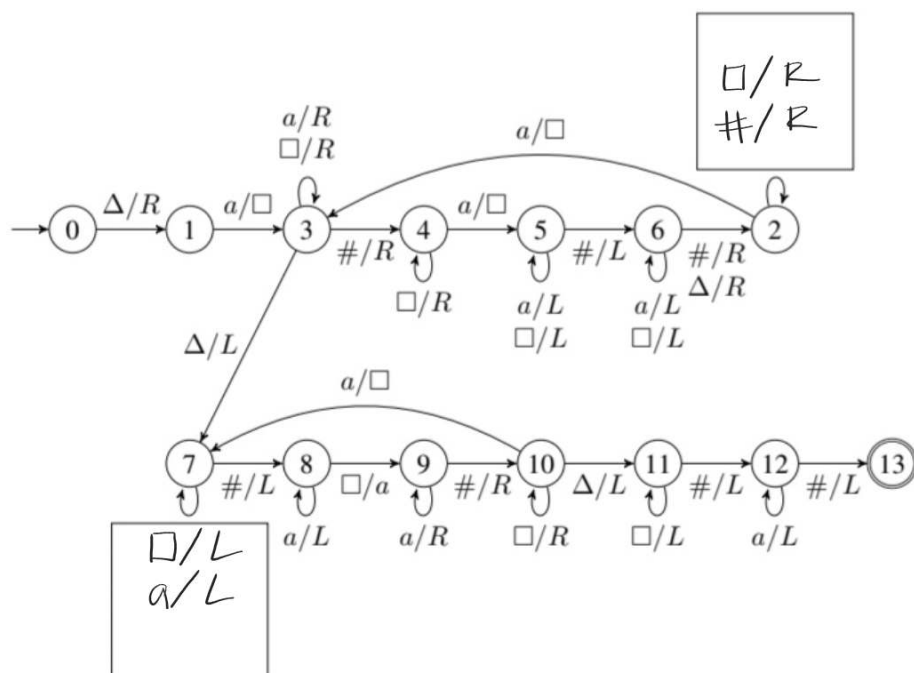 □/R
#/R
a/R
□/R
a/□
0
Δ/R
1
a/□
3
#/R
4
a/□
5
#/L
6
#/R
Δ/R
2
□/R
a/L
□/L
a/L
□/L
Δ/L
a/□
7
#/L
8
□/a
9
#/R
10
Δ/L
11
#/L
12
#/L
13
□/L
a/L
a/L
a/R
□/R
□/L
a/L